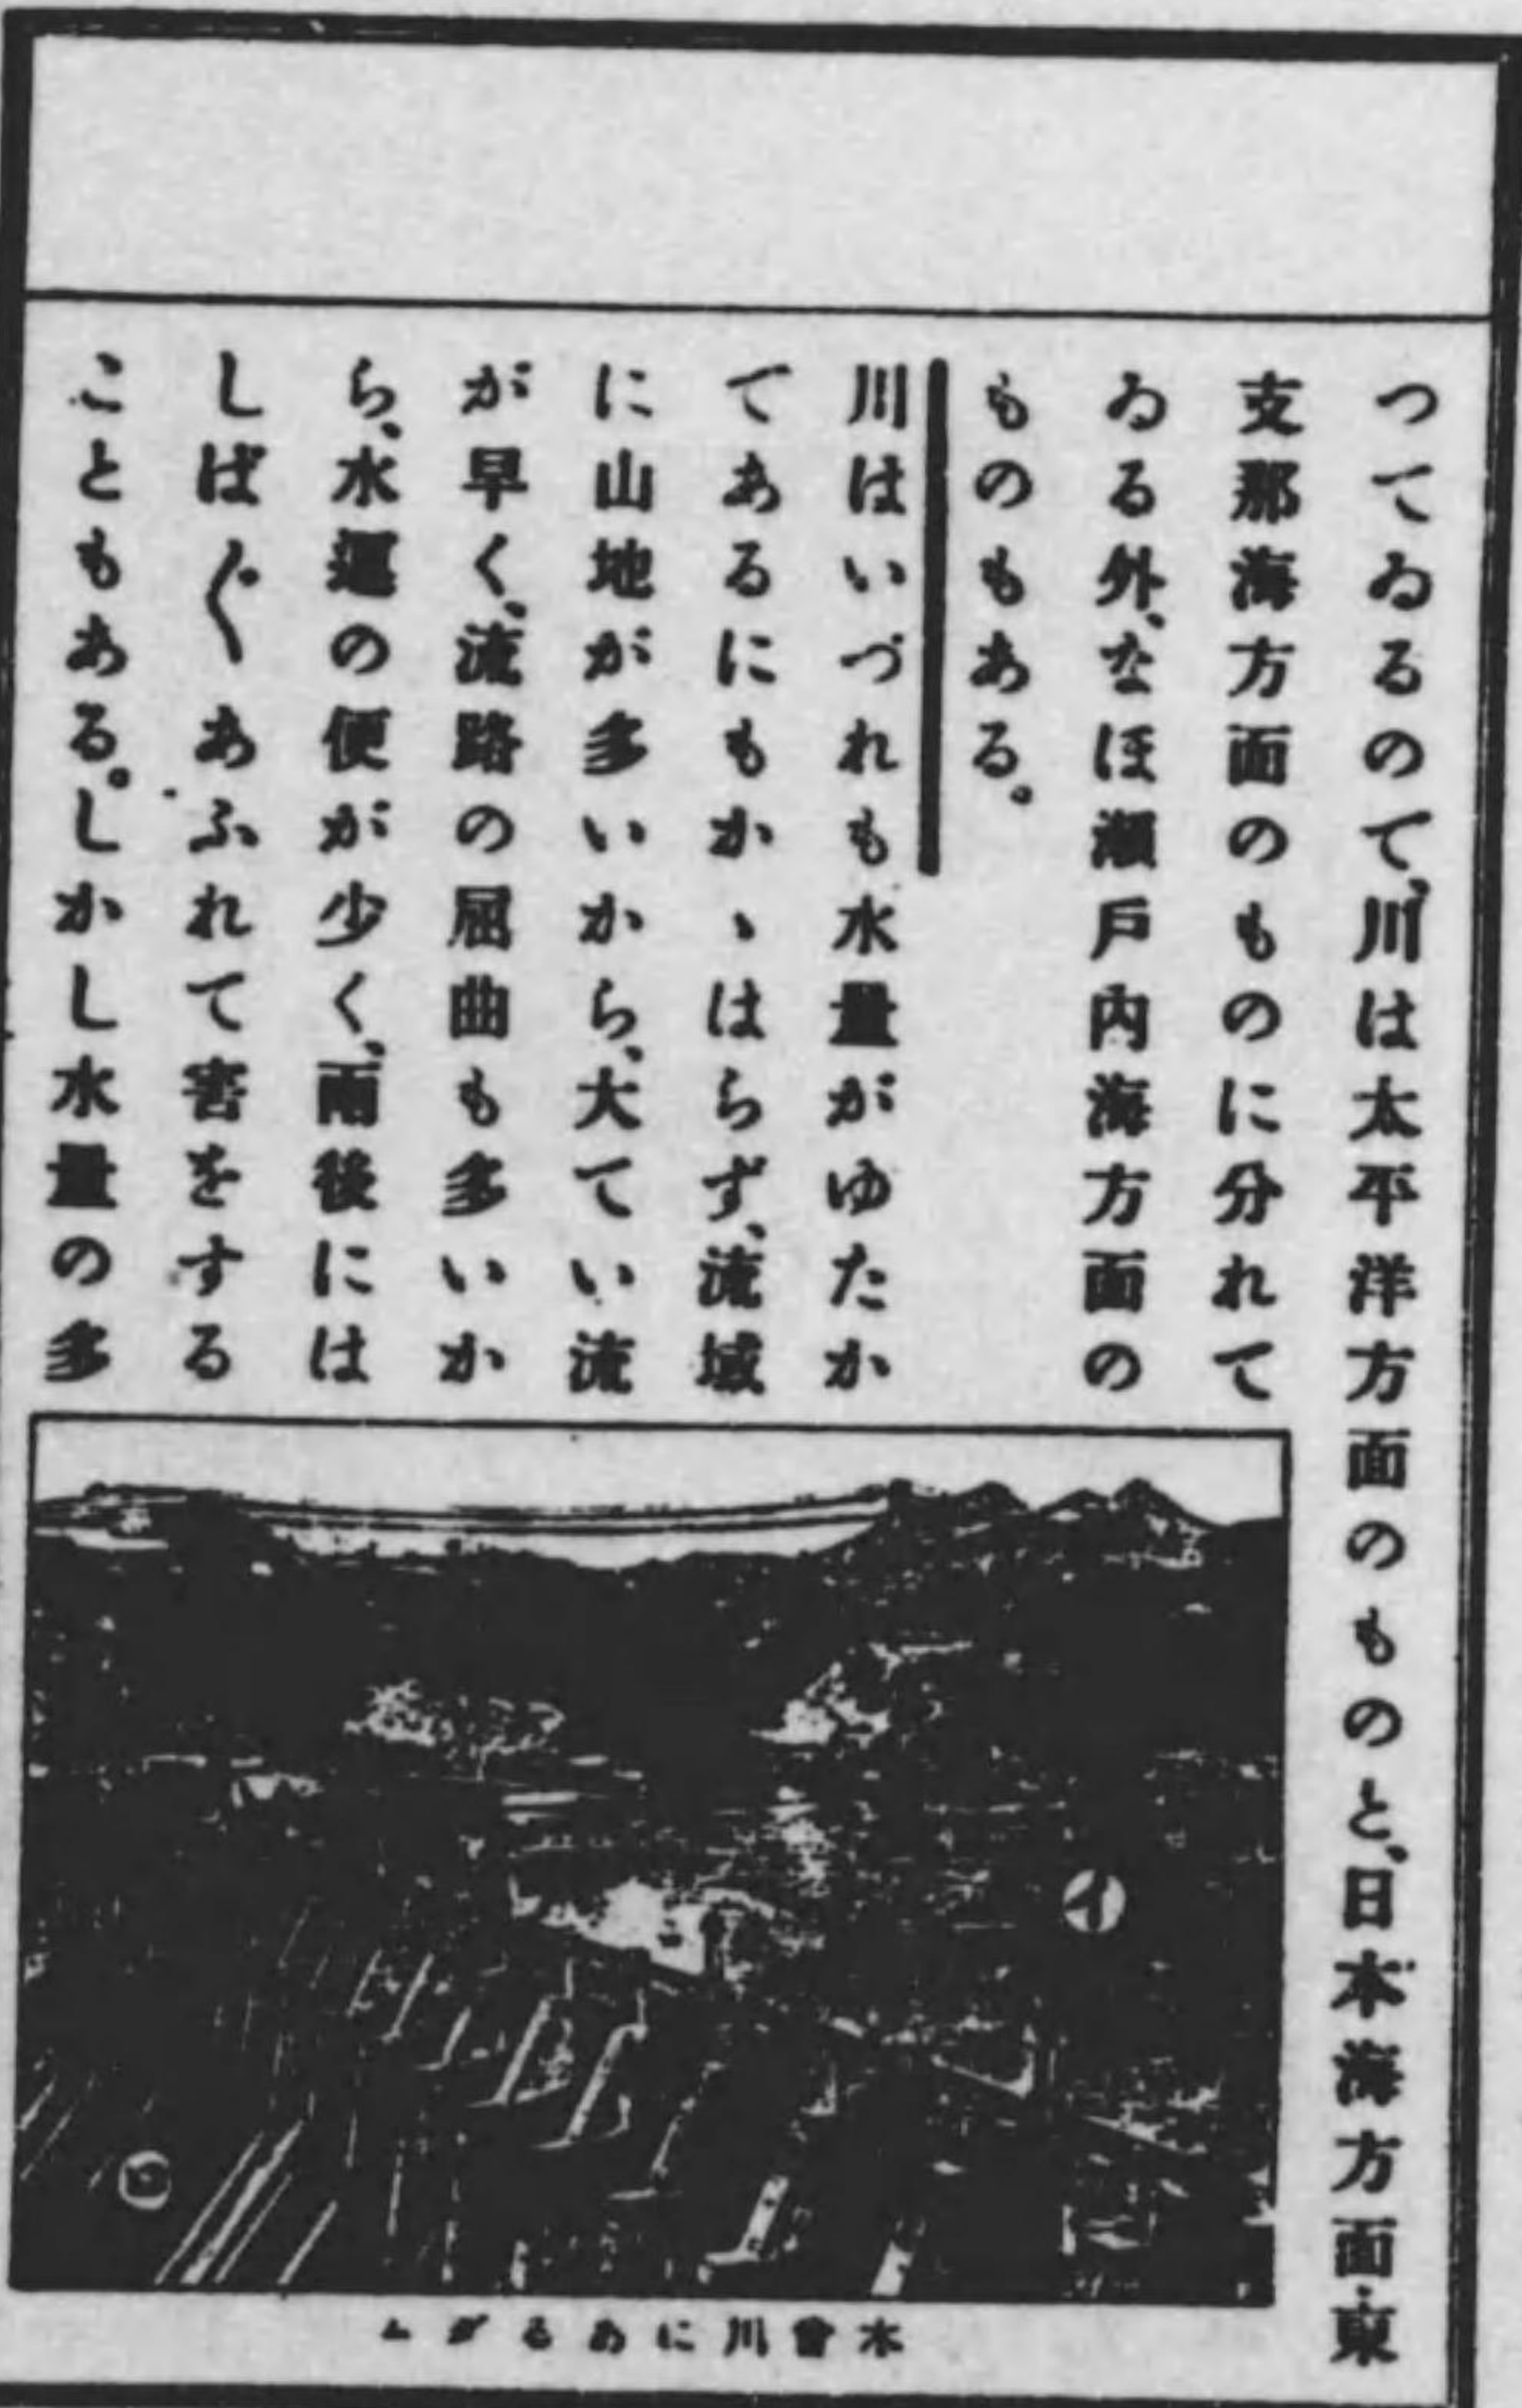 つてゐるので、川は太平洋方面のものと、日本海方面・東
支那海方面のものに分れて
ゐる外、なほ瀬戸内海方面の
ものもある。
川はいづれも水量がゆたか
であるにもかゝはらず、流域
に山地が多いから、大てい流
が早く、流路の屈曲も多いか
ら、水運の便が少く、雨後には
しば〲あふれて害をする
こともある。しかし水量の多
イ
ロ
木曾川にあるダム